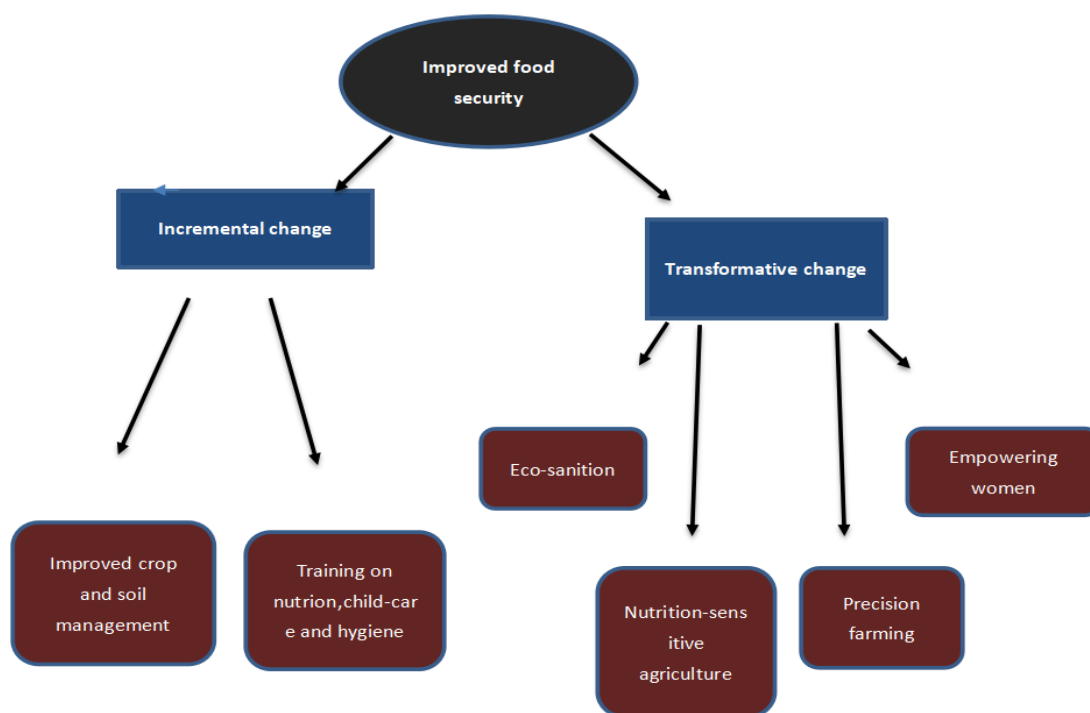 Improved food
security
Incremental change
Transformative change
Eco-sanition
Empowering
women
Improved crop
and soil
management
Training on
nutrion,child-car
e and hygiene
Nutrition-sens
itive
agriculture
Precision
farming